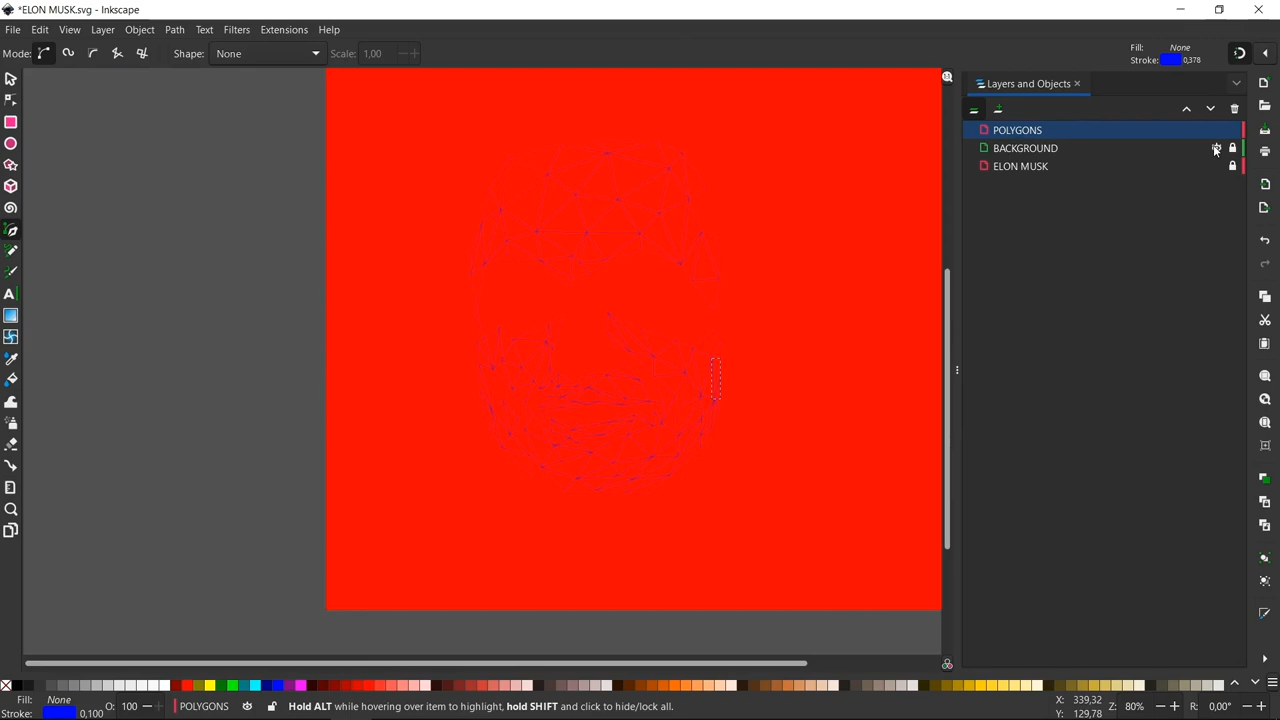 *ELON MUSK.svg - Inkscape
File Edit View Layer Object Path Text Filters Extensions Help
Mode: Shape: None Scale: 1,00
Fill: None
Stroke: 0,378
Layers and Objects
POLYGONS
BACKGROUND
ELON MUSK
Fill: None
Stroke: 0,100
O: 100
POLYGONS
Hold ALT while hovering over item to highlight, hold SHIFT and click to hide/lock all.
X: 339,32
Y: 129,78
Z: 80%
R: 0,00°